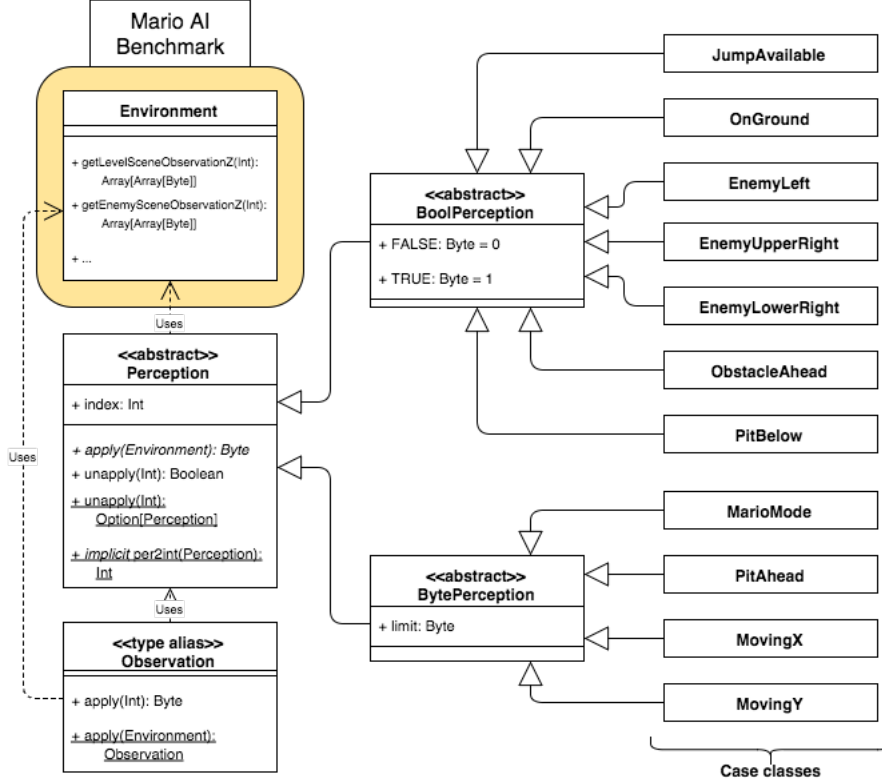 Mario AI
Benchmark
Environment
+ getLevelSceneObservationZ(Int):
Array[Array[Byte]]
+ getEnemySceneObservationZ(Int):
Array[Array[Byte]]
+ ...
Uses
<<abstract>>
Perception
+ index: Int
+ apply(Environment): Byte
+ unapply(Int): Boolean
+ unapply(Int):
Option[Perception]
+ implicit per2int(Perception):
Int
Uses
Uses
<<type alias>>
Observation
+ apply(Int): Byte
+ apply(Environment):
Observation
<<abstract>>
BoolPerception
+ FALSE: Byte = 0
+ TRUE: Byte = 1
<<abstract>>
BytePerception
+ limit: Byte
JumpAvailable
OnGround
EnemyLeft
EnemyUpperRight
EnemyLowerRight
ObstacleAhead
PitBelow
MarioMode
PitAhead
MovingX
MovingY
Case classes